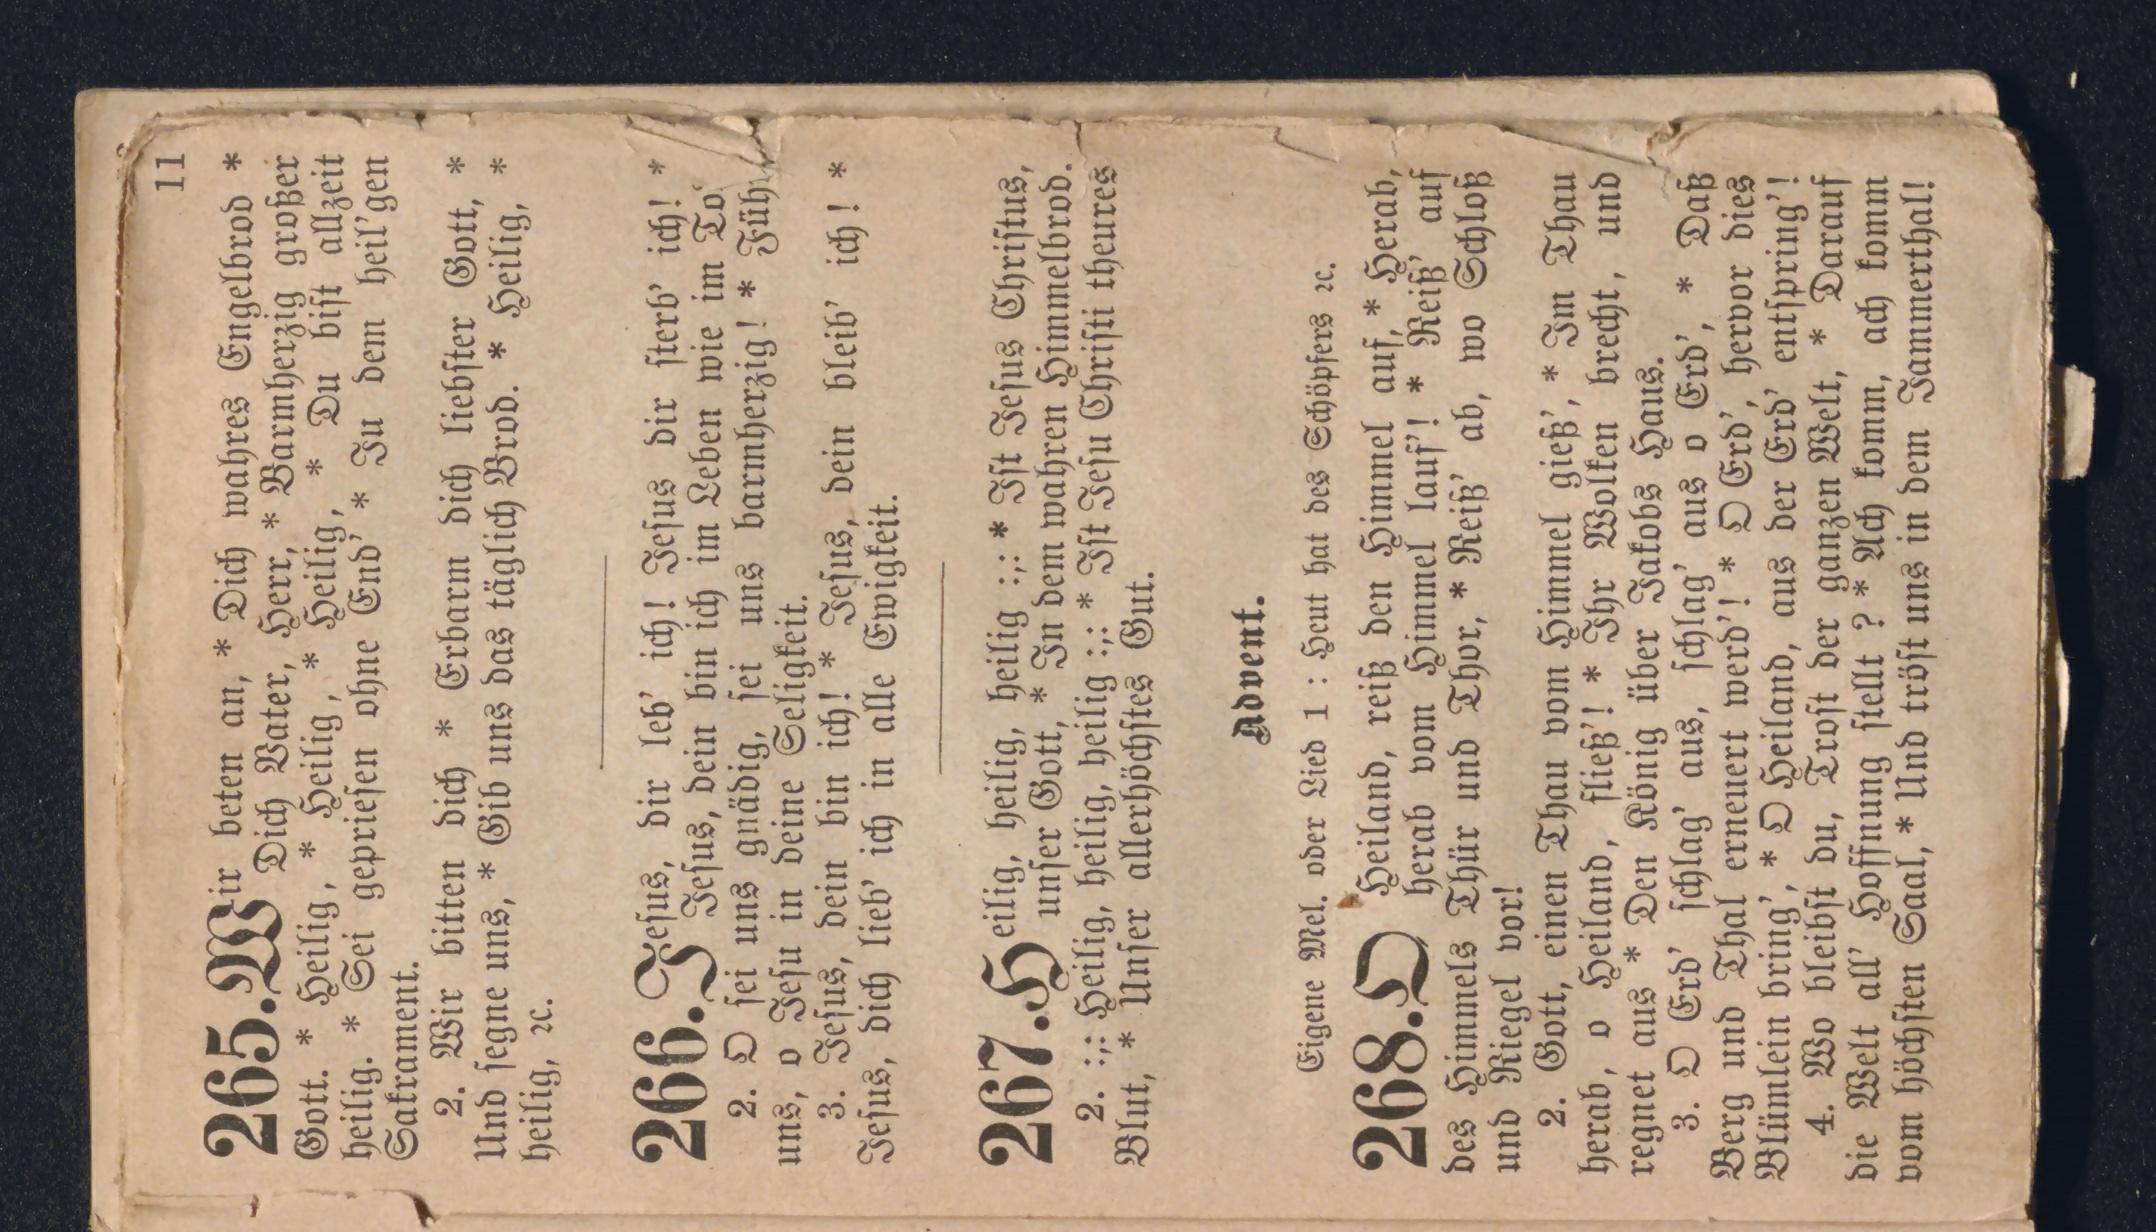 11
265. Wir beten an, * Dich wahres Engelbrod *
Dich Vater, Herr, * Barmherzig großer
Gott. * Heilig, * Heilig, * Heilig, * Du bist allzeit
heilig. * Sei gepriesen ohne End' * In dem heil'gen
Sakrament.
2. Wir bitten dich * Erbarm dich liebster Gott, *
Und segne uns, * Gib uns das täglich Brod. * Heilig, *
heilig, ꝛc.
266. Jesus, dir leb' ich! Jesus dir sterb' ich! *
Jesus, dein bin ich im Leben wie im To
2. O sei uns gnädig, sei uns barmherzig! * Füh
uns, o Jesu in deine Seligkeit.
3. Jesus, dein bin ich! * Jesus, dein bleib' ich! *
Jesus, dich lieb' ich in alle Ewigkeit.
267. Heilig, heilig, heilig :,: * Ist Jesus Christus,
unser Gott, * In dem wahren Himmelbrod.
2. :,: Heilig, heilig, heilig :,: * Ist Jesu Christi theures
Blut, * Unser allerhöchstes Gut.
Advent.
Eigene Mel. oder Lied 1 : Heut hat des Schöpfers ꝛc.
268. O Heiland, reiß den Himmel auf, * Herab,
herab vom Himmel lauf'! * Reiß' auf
des Himmels Thür und Thor, * Reiß' ab, wo Schloß
und Riegel vor!
2. Gott, einen Thau vom Himmel gieß', * Im Thau
herab, o Heiland, fließ'! * Ihr Wolken brecht, und
regnet aus * Den König über Jakobs Haus.
3. O Erd' schlag' aus, schlag' aus o Erd', * Daß
Berg und Thal erneuert werd'! * O Erd', hervor dies
Blümlein bring', * O Heiland, aus der Erd' entspring'!
4. Wo bleibst du, Trost der ganzen Welt, * Darauf
die Welt all' Hoffnung stellt ? * Ach komm, ach komm
vom höchsten Saal, * Und tröst uns in dem Jammerthal!